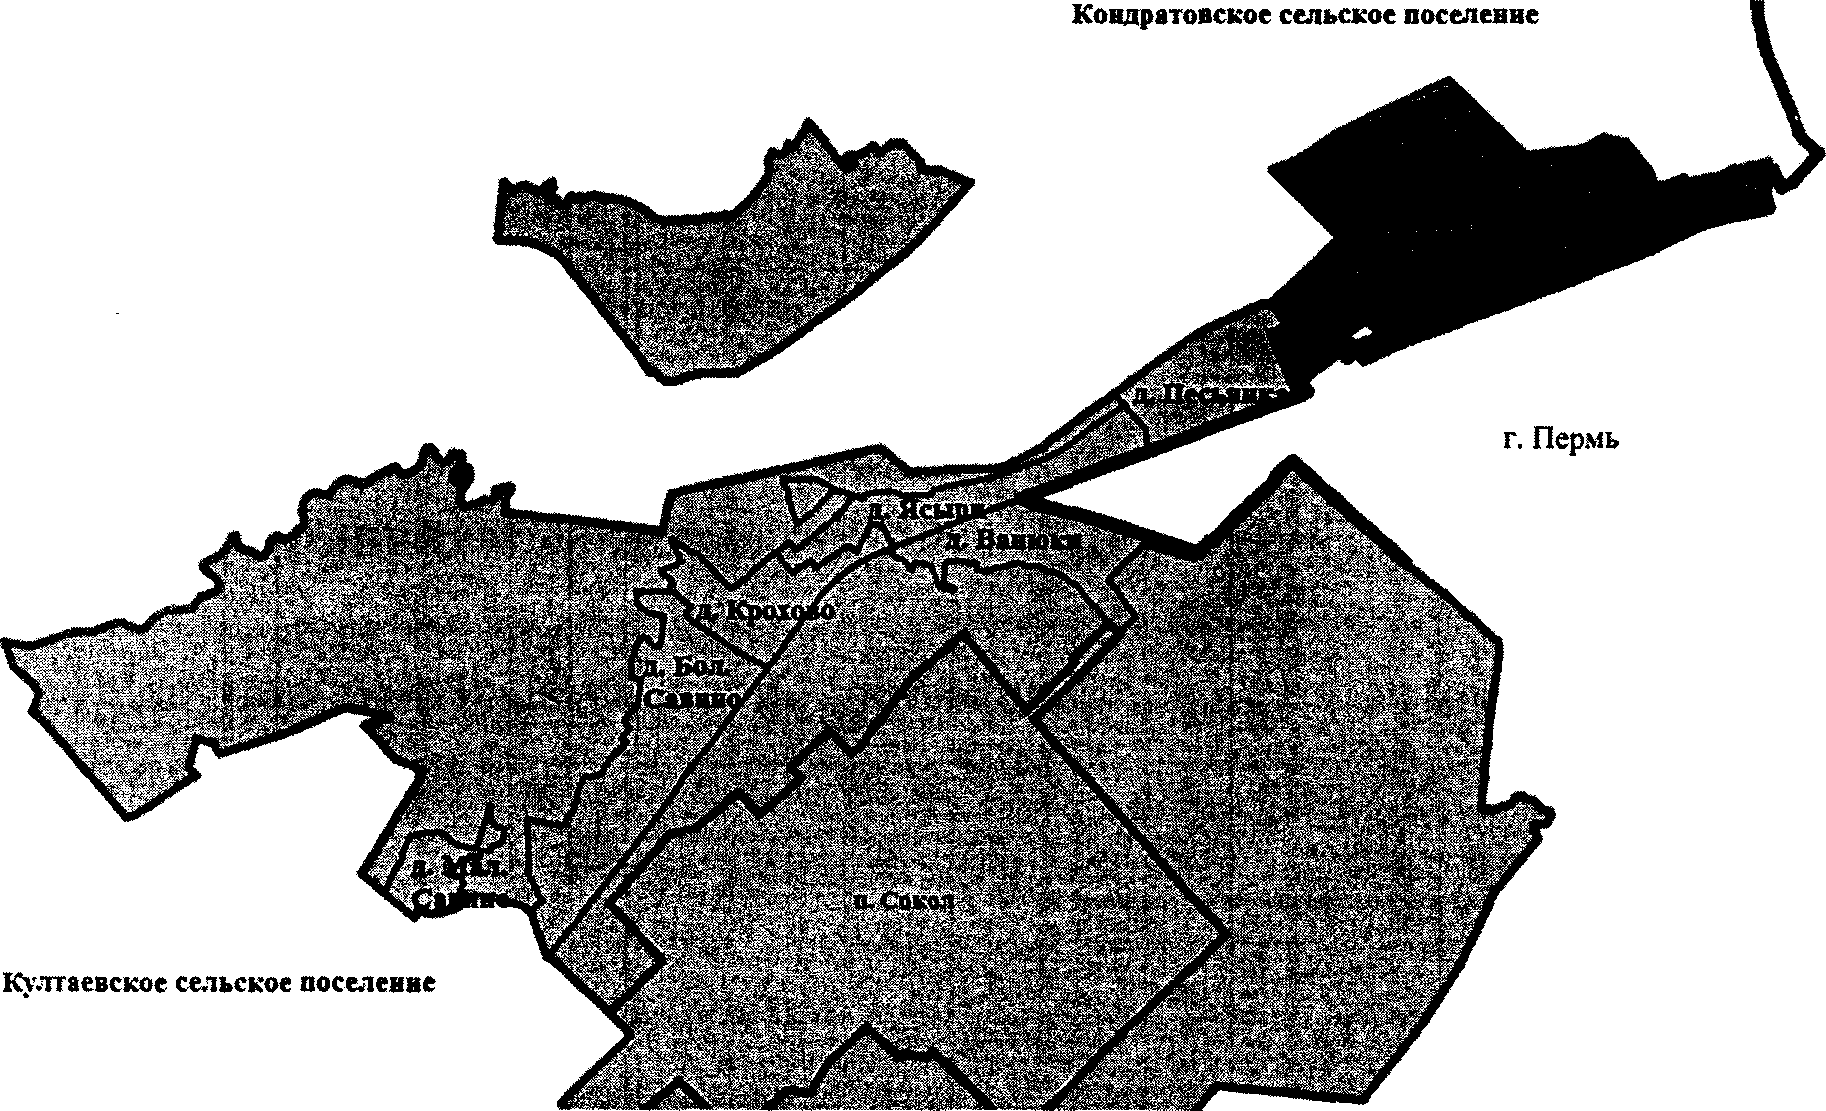 Кондратовское сельское поселение
д. Песьянка
г. Пермь
д. Ясыри
д. Ванюки
д. Крохово
д. Бол.
Савино
д. Мал.
Савино
п. Сокол
Култаевское сельское поселение